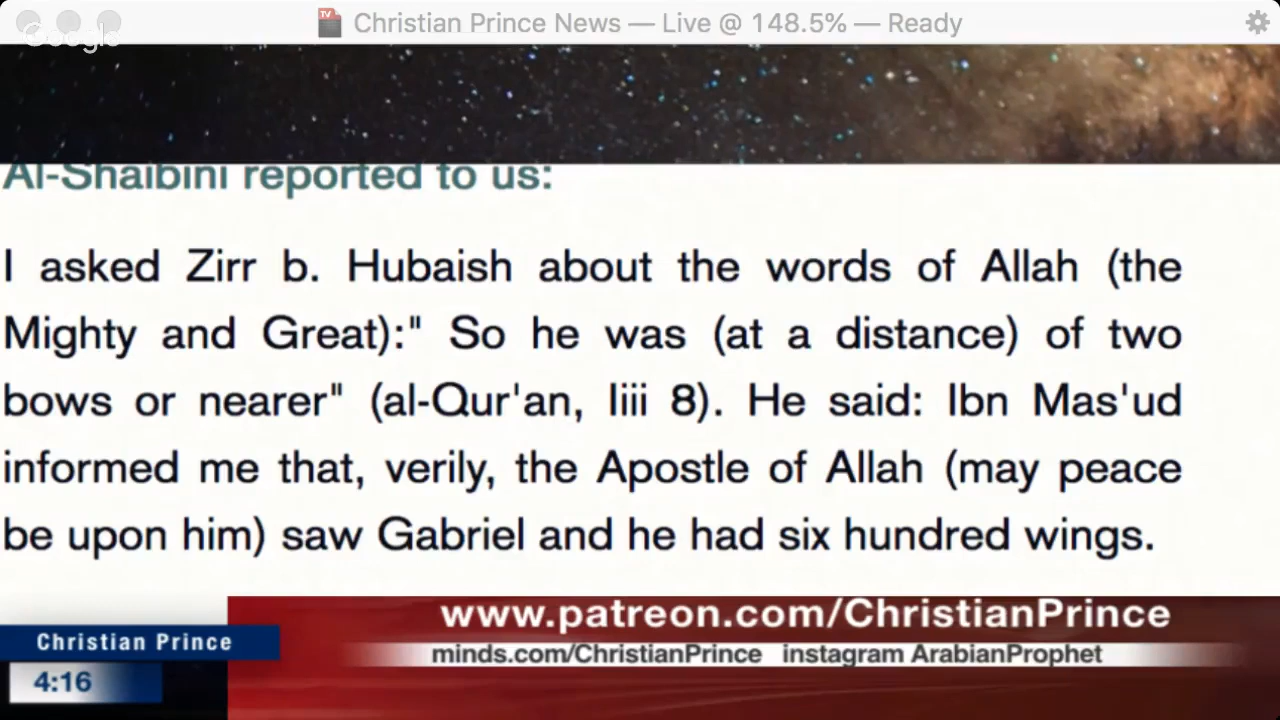 Christian Prince News — Live @ 148.5% — Ready
Google
Al-Shaibini reported to us:
I asked Zirr b. Hubaish about the words of Allah (the
Mighty and Great):" So he was (at a distance) of two
bows or nearer" (al-Qur'an, liii 8). He said: Ibn Mas'ud
informed me that, verily, the Apostle of Allah (may peace
be upon him) saw Gabriel and he had six hundred wings.
www.patreon.com/ChristianPrince
Christian Prince
minds.com/ChristianPrince instagram ArabianProphet
4:16